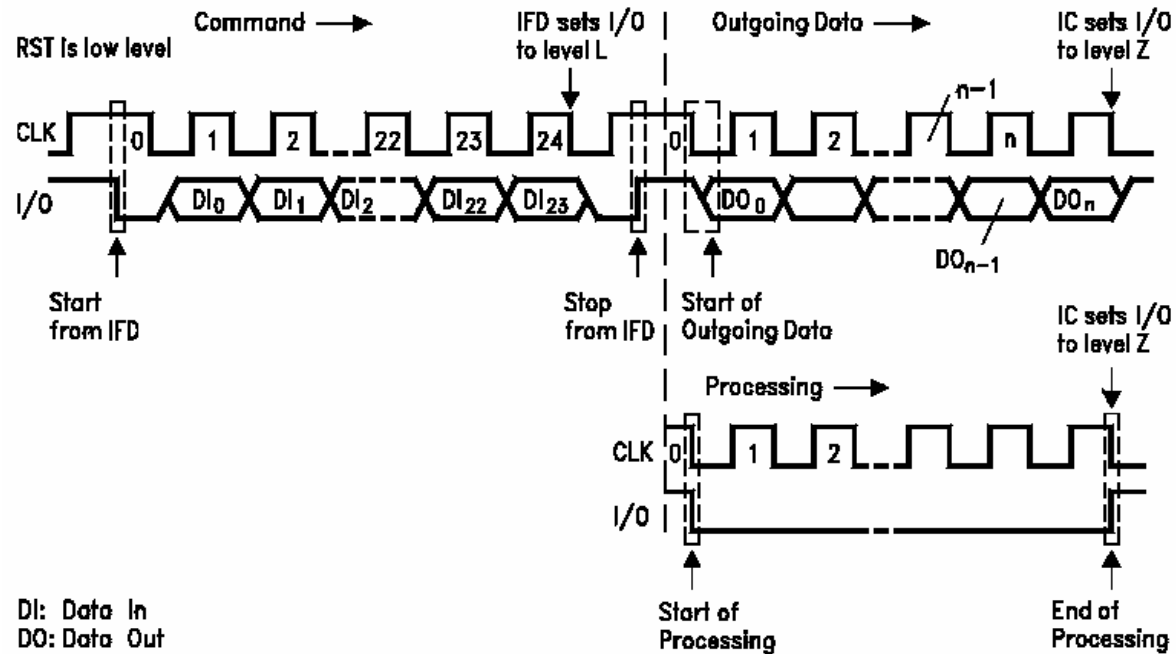 Command
IFD sets I/O
to level L
Outgoing Data
IC sets I/O
to level Z
RST is low level
n-1
CLK
0 1 2 22 23 24 0 1 2 n
I/O
DI0 DI1 DI2 DI22 DI23 DO0 DOn
DOn-1
Start
from IFD
Stop
from IFD
Start of
Outgoing Data
IC sets I/O
to level Z
Processing
CLK
0 1 2
I/O
Start of
Processing
End of
Processing
DI: Data In
DO: Data Out